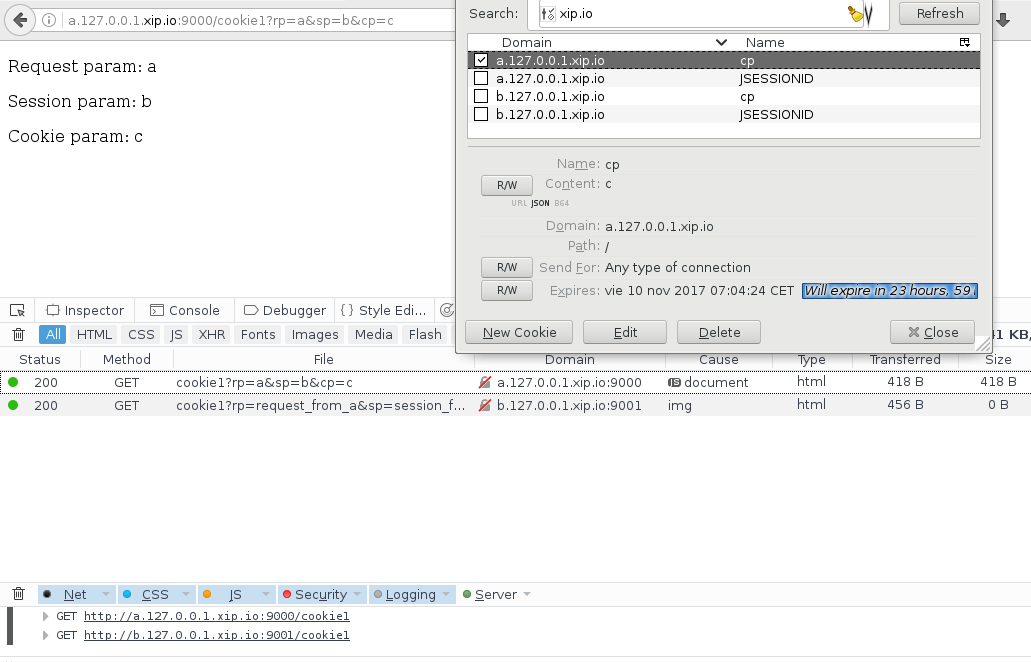 a.127.0.0.1.xip.io:9000/cookie1?rp=a&sp=b&cp=c
Request param: a
Session param: b
Cookie param: c
Search: xip.io Refresh
Domain Name
a.127.0.0.1.xip.io cp
a.127.0.0.1.xip.io JSESSIONID
b.127.0.0.1.xip.io cp
b.127.0.0.1.xip.io JSESSIONID
Name: cp
R/W Content: c
URL JSON B64
Domain: a.127.0.0.1.xip.io
Path: /
R/W Send For: Any type of connection
R/W Expires: vie 10 nov 2017 07:04:24 CET Will expire in 23 hours, 59
New Cookie Edit Delete Close
Inspector Console Debugger { } Style Edi...
All HTML CSS JS XHR Fonts Images Media Flash 41 KB,
Status Method File Domain Cause Type Transferred Size
200 GET cookie1?rp=a&sp=b&cp=c a.127.0.0.1.xip.io:9000 JS document html 418 B 418 B
200 GET cookie1?rp=request_from_a&sp=session_f... b.127.0.0.1.xip.io:9001 img html 456 B 0 B
Net CSS JS Security Logging Server
GET http://a.127.0.0.1.xip.io:9000/cookie1
GET http://b.127.0.0.1.xip.io:9001/cookie1